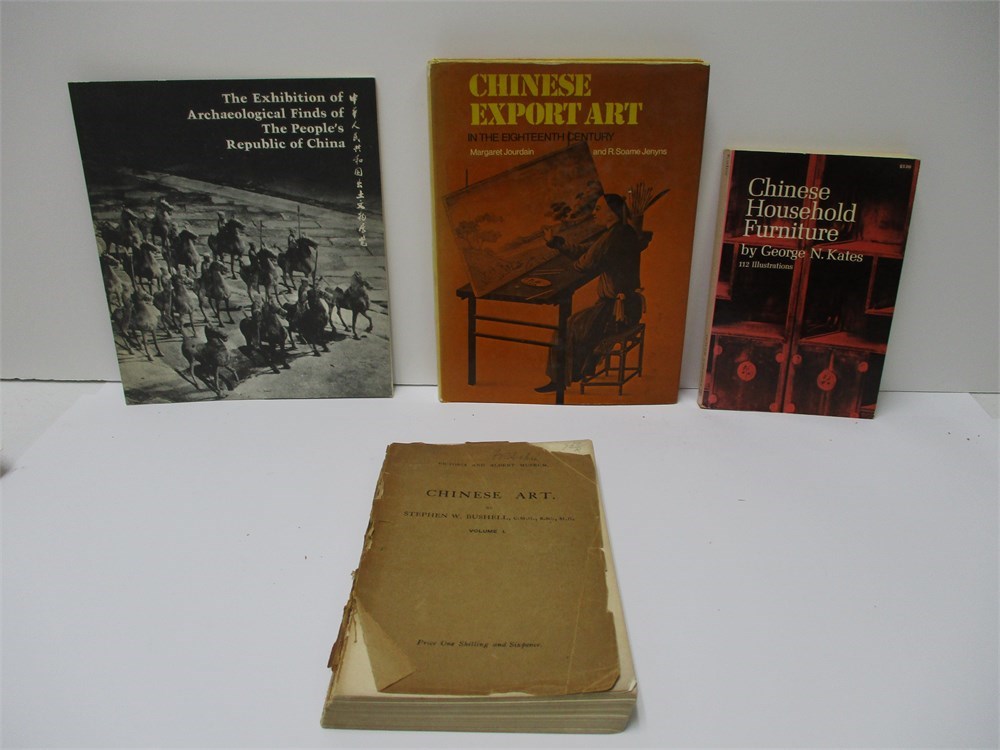 The Exhibition of
Archaeological Finds of
The People's
Republic of China
中华人民共和国出土文物展览
CHINESE
EXPORT ART
IN THE EIGHTEENTH CENTURY
Margaret Jourdain and R. Soame Jenyns
Chinese
Household
Furniture
by George N. Kates
112 Illustrations
VICTORIA AND ALBERT MUSEUM.
CHINESE ART.
BY
STEPHEN W. BUSHELL,
VOLUME I.
Price One Shilling and Sixpence.